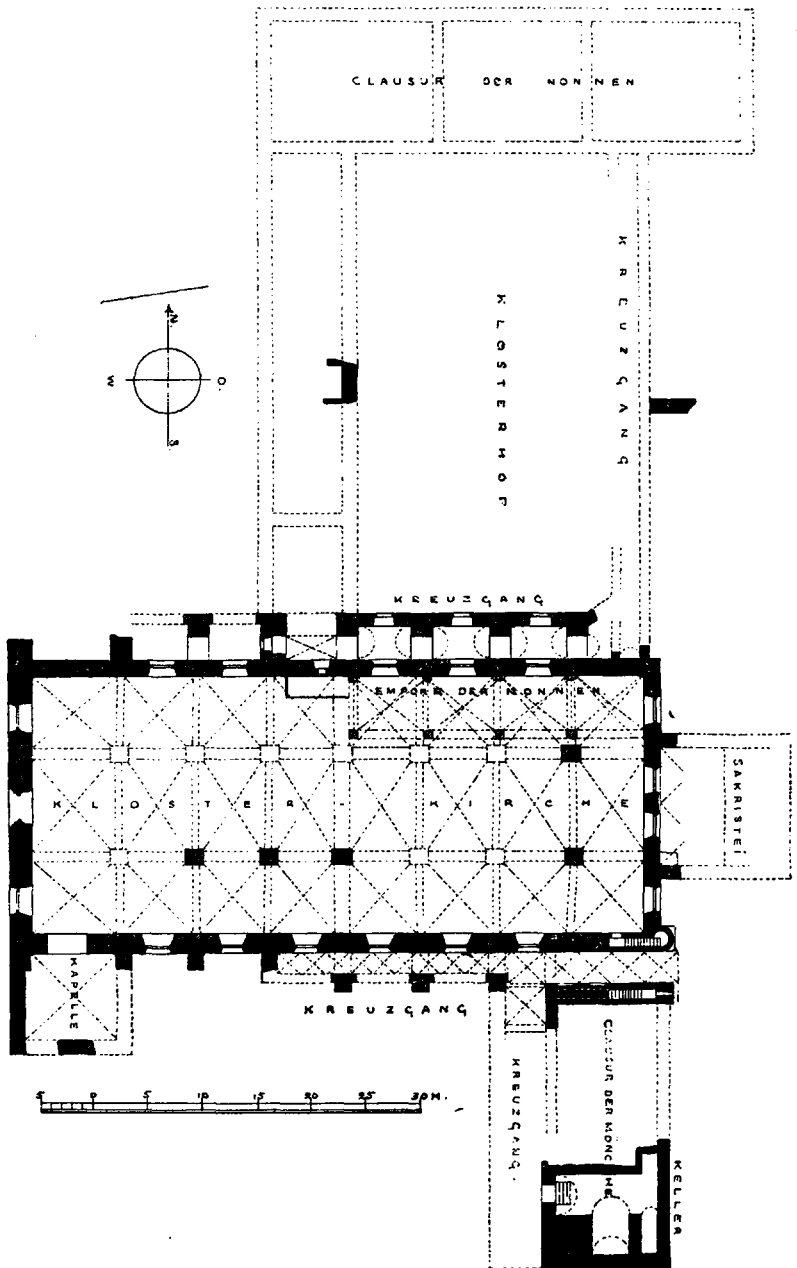 CLAUSUR DER NONNEN
KREUZGANG
KLOSTERHOF
N.
W
O.
S.
KREUZGANG
EMPORE DER NONNEN
KLOSTER-KIRCHE
SAKRISTEI
KAPELLE
KREUZGANG
KREUZGANG.
CLAUSUR DER MÖNCHE
KELLER
5 0 5 10 15 20 25 30 M.